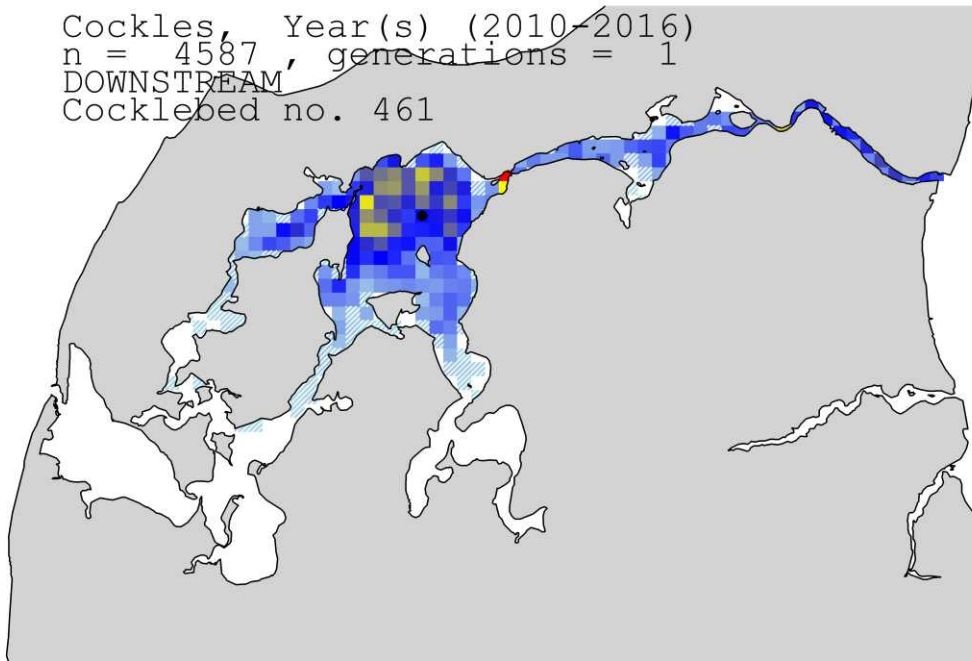 Cockles, Year(s) (2010-2016)
n = 4587 , generations = 1
DOWNSTREAM
Cocklebed no. 461